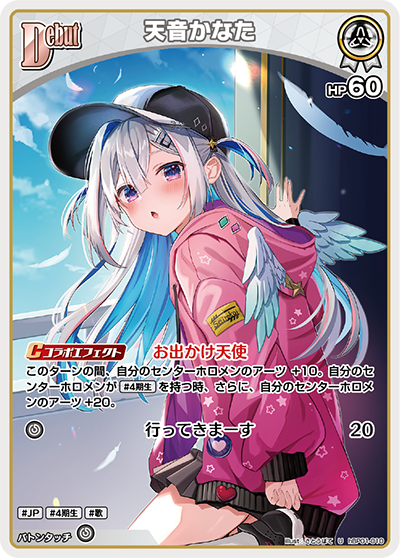 Debut
天音かなた
HP60
Cコラボエフェクト お出かけ天使
このターンの間、自分のセンターホロメンのアーツ +10。自分のセ
ンターホロメンが #4期生 を持つ時、さらに、自分のセンターホロメ
ンのアーツ +20。
行ってきまーす 20
#JP #4期生 #歌
バトンタッチ